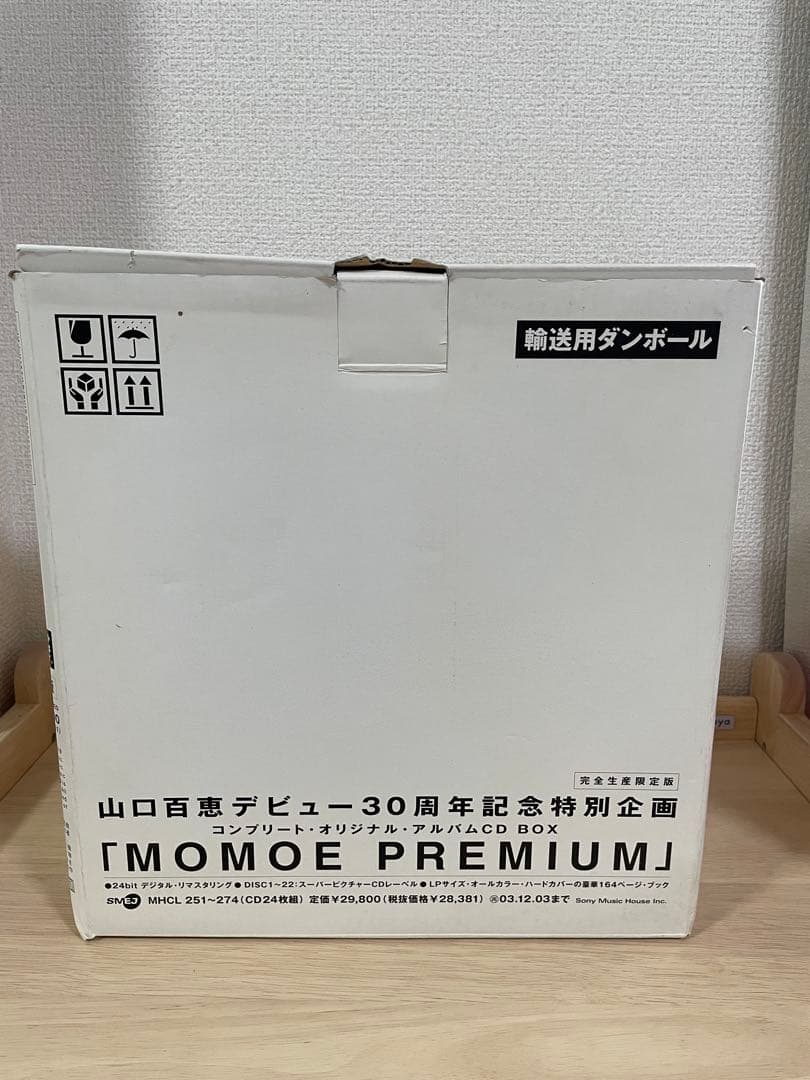 輸送用ダンボール
完全生産限定版
山口百恵デビュー30周年記念特別企画
コンプリート・オリジナル・アルバムCD BOX
「MOMOE PREMIUM」
●24bit デジタル・リマスタリング ●DISC1〜22:スーパーピクチャーCDレーベル ●LPサイズ・オールカラー・ハードカバーの豪華164ページ・ブック
SMEJ MHCL 251〜274(CD24枚組) 定価¥29,800(税抜価格¥28,381) 03.12.03まで Sony Music House Inc.